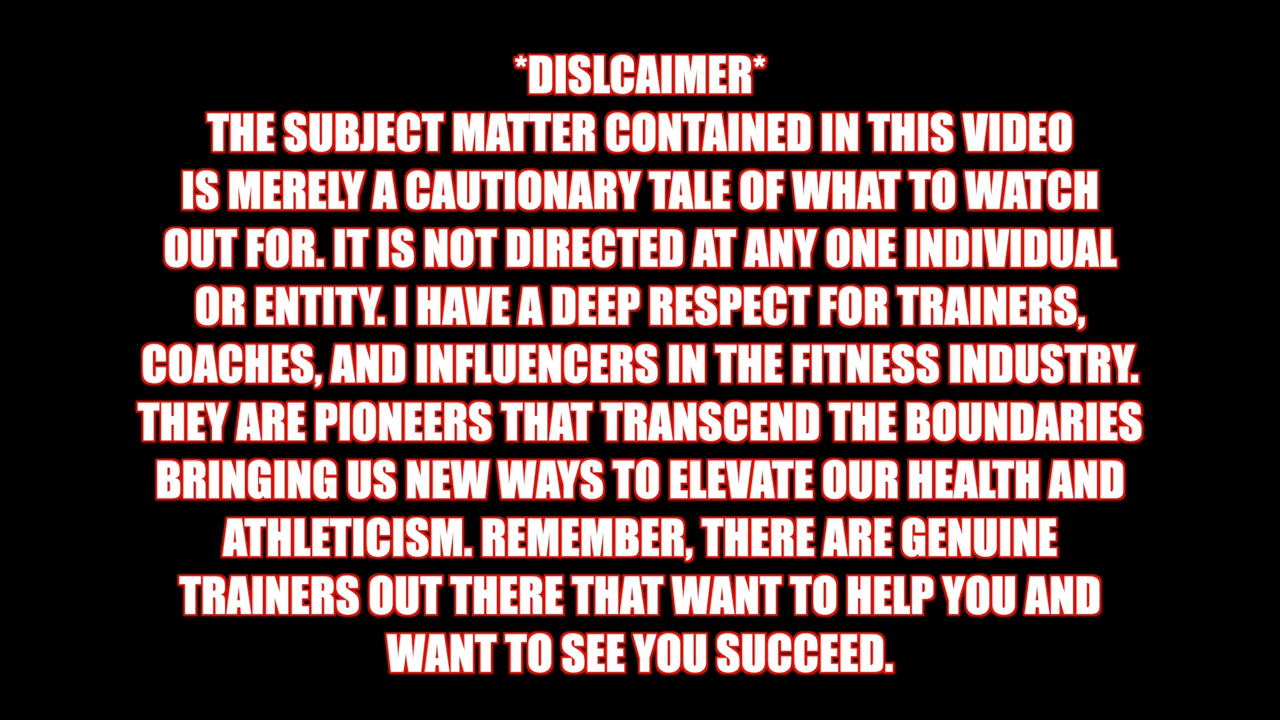 *DISLCAIMER*
THE SUBJECT MATTER CONTAINED IN THIS VIDEO
IS MERELY A CAUTIONARY TALE OF WHAT TO WATCH
OUT FOR. IT IS NOT DIRECTED AT ANY ONE INDIVIDUAL
OR ENTITY. I HAVE A DEEP RESPECT FOR TRAINERS,
COACHES, AND INFLUENCERS IN THE FITNESS INDUSTRY.
THEY ARE PIONEERS THAT TRANSCEND THE BOUNDARIES
BRINGING US NEW WAYS TO ELEVATE OUR HEALTH AND
ATHLETICISM. REMEMBER, THERE ARE GENUINE
TRAINERS OUT THERE THAT WANT TO HELP YOU AND
WANT TO SEE YOU SUCCEED.